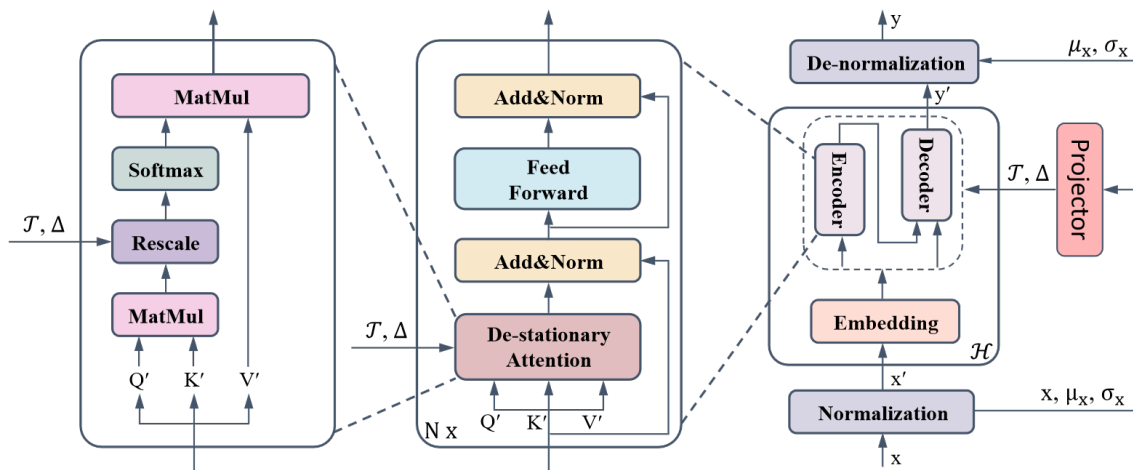 MatMul
Softmax
𝒯, Δ
Rescale
MatMul
Q′ K′ V′
Add&Norm
Feed
Forward
Add&Norm
𝒯, Δ
De-stationary
Attention
Q′ K′ V′
N x
y
De-normalization
μx, σx
y′
Encoder
Decoder
𝒯, Δ
Projector
Embedding
ℋ
x′
Normalization
x, μx, σx
x